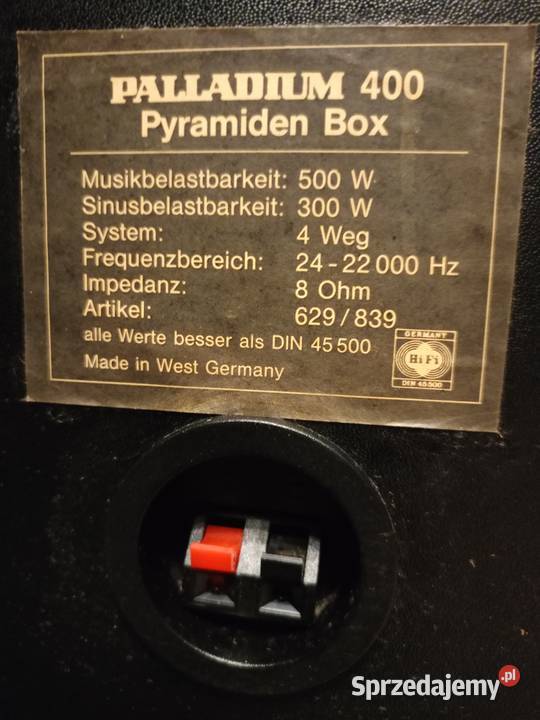 PALLADIUM 400
Pyramiden Box
Musikbelastbarkeit: 500 W
Sinusbelastbarkeit: 300 W
System: 4 Weg
Frequenzbereich: 24-22 000 Hz
Impedanz: 8 Ohm
Artikel: 629/839
alle Werte besser als DIN 45 500
Made in West Germany
GERMANY
HiFi
DIN 45 500
Sprzedajemy.pl